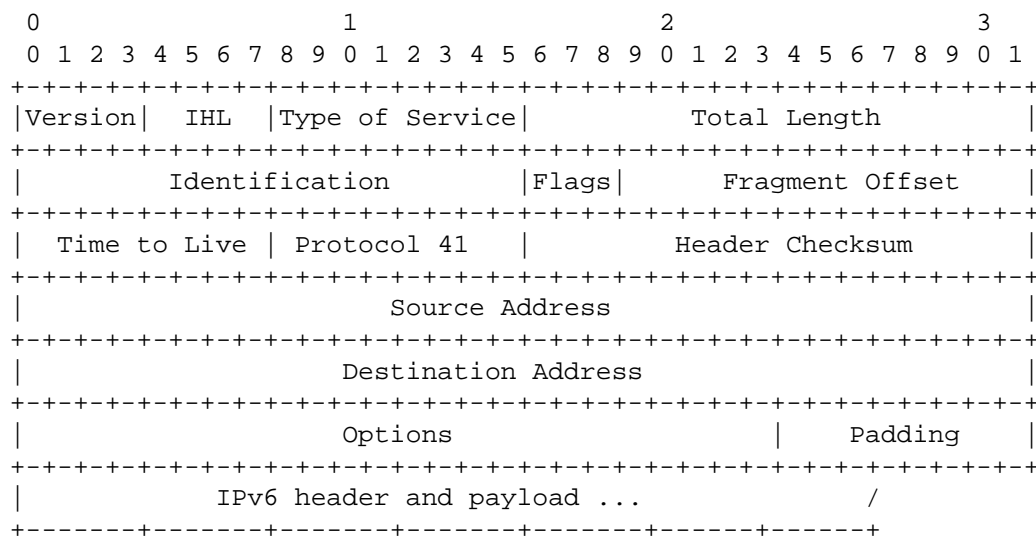 0                   1                   2                   3
 0 1 2 3 4 5 6 7 8 9 0 1 2 3 4 5 6 7 8 9 0 1 2 3 4 5 6 7 8 9 0 1
+-+-+-+-+-+-+-+-+-+-+-+-+-+-+-+-+-+-+-+-+-+-+-+-+-+-+-+-+-+-+-+-+
|Version|  IHL  |Type of Service|          Total Length         |
+-+-+-+-+-+-+-+-+-+-+-+-+-+-+-+-+-+-+-+-+-+-+-+-+-+-+-+-+-+-+-+-+
|         Identification        |Flags|      Fragment Offset    |
+-+-+-+-+-+-+-+-+-+-+-+-+-+-+-+-+-+-+-+-+-+-+-+-+-+-+-+-+-+-+-+-+
|  Time to Live | Protocol 41   |         Header Checksum       |
+-+-+-+-+-+-+-+-+-+-+-+-+-+-+-+-+-+-+-+-+-+-+-+-+-+-+-+-+-+-+-+-+
|                       Source Address                          |
+-+-+-+-+-+-+-+-+-+-+-+-+-+-+-+-+-+-+-+-+-+-+-+-+-+-+-+-+-+-+-+-+
|                    Destination Address                        |
+-+-+-+-+-+-+-+-+-+-+-+-+-+-+-+-+-+-+-+-+-+-+-+-+-+-+-+-+-+-+-+-+
|                    Options                    |    Padding    |
+-+-+-+-+-+-+-+-+-+-+-+-+-+-+-+-+-+-+-+-+-+-+-+-+-+-+-+-+-+-+-+-+
|            IPv6 header and payload ...              /
+-------+-------+-------+-------+-------+------+------+